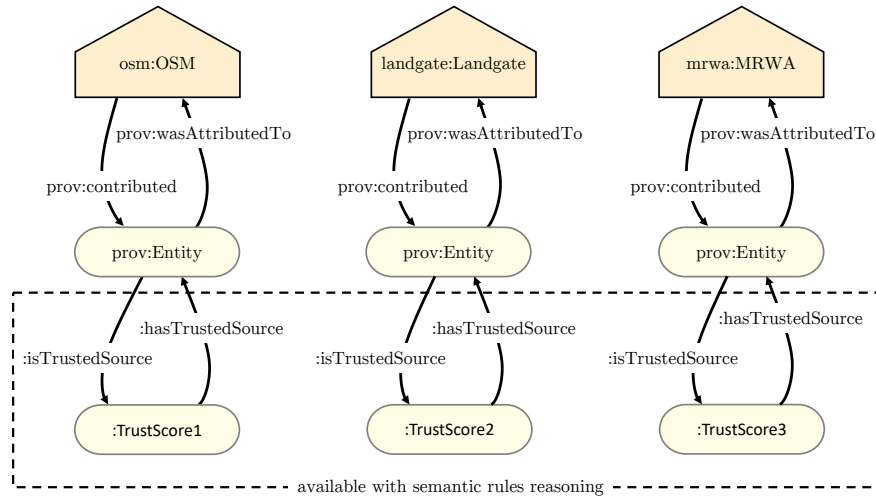 osm:OSM
landgate:Landgate
mrwa:MRWA
prov:wasAttributedTo
prov:wasAttributedTo
prov:wasAttributedTo
prov:contributed
prov:contributed
prov:contributed
prov:Entity
prov:Entity
prov:Entity
:hasTrustedSource
:hasTrustedSource
:hasTrustedSource
:isTrustedSource
:isTrustedSource
:isTrustedSource
:TrustScore1
:TrustScore2
:TrustScore3
available with semantic rules reasoning